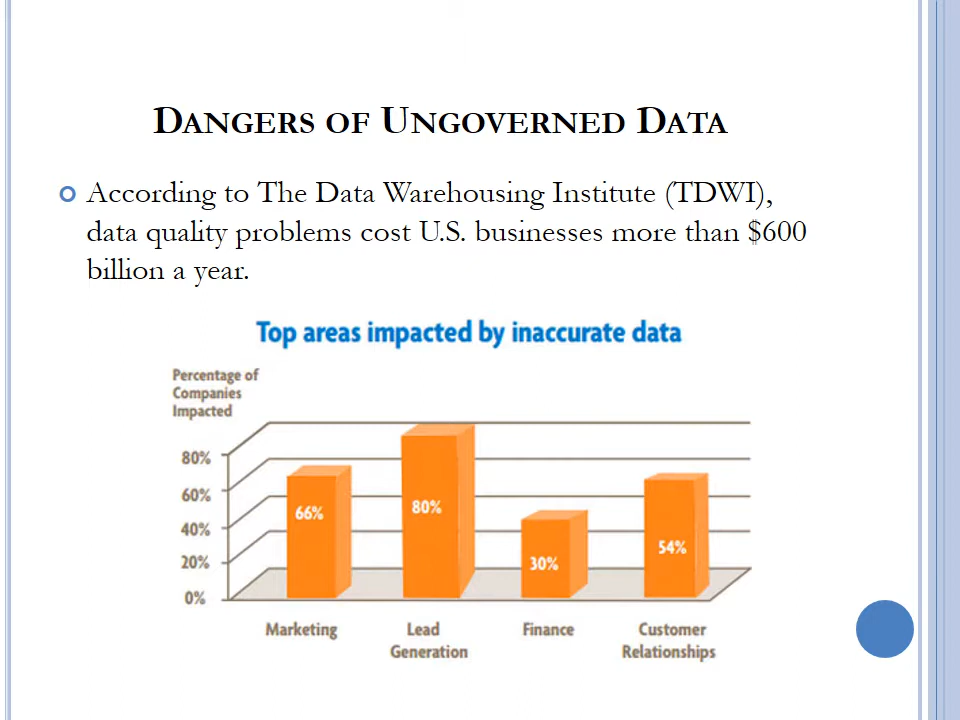 DANGERS OF UNGOVERNED DATA
According to The Data Warehousing Institute (TDWI),
data quality problems cost U.S. businesses more than $600
billion a year.
Top areas impacted by inaccurate data
Percentage of
Companies
Impacted
80%
60%
40%
20%
0%
66%
80%
30%
54%
Marketing
Lead
Generation
Finance
Customer
Relationships